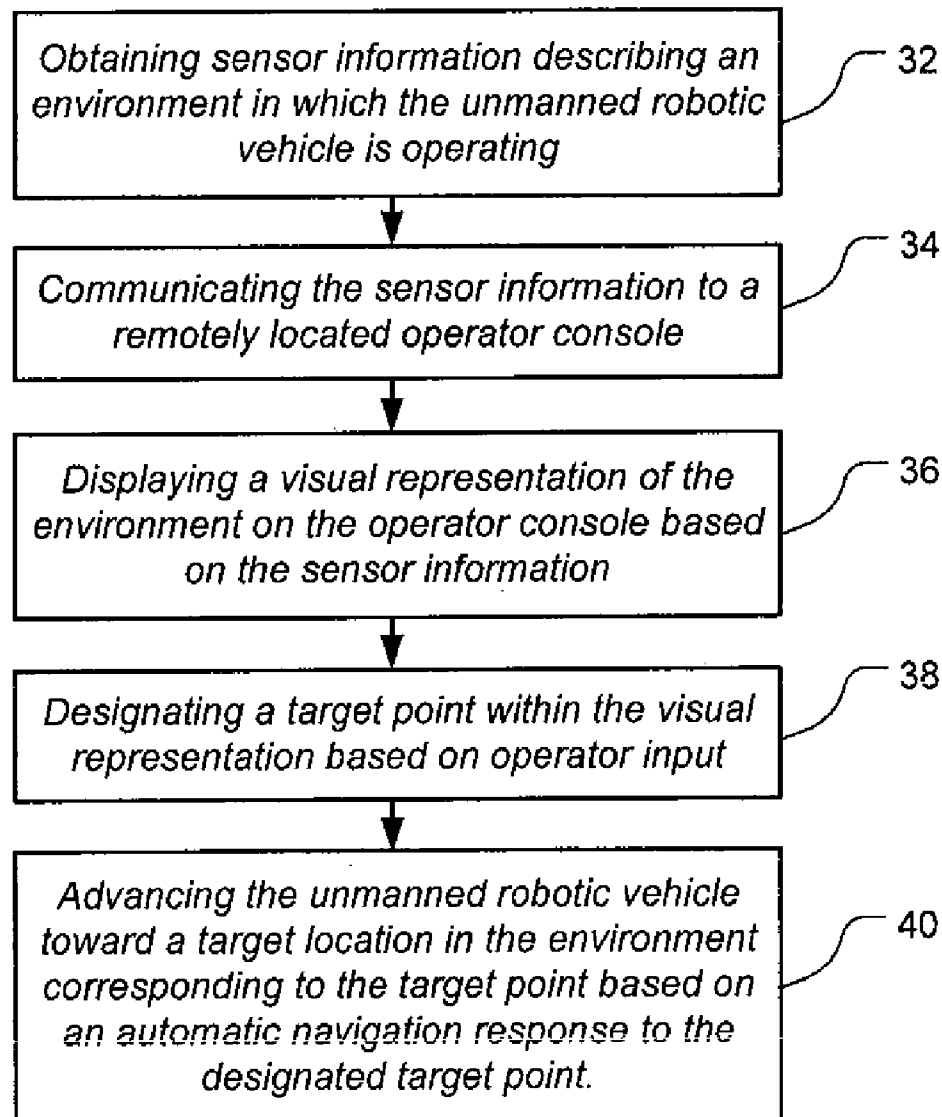 Obtaining sensor information describing an
environment in which the unmanned robotic
vehicle is operating
32
Communicating the sensor information to a
remotely located operator console
34
Displaying a visual representation of the
environment on the operator console based
on the sensor information
36
Designating a target point within the visual
representation based on operator input
38
Advancing the unmanned robotic vehicle
toward a target location in the environment
corresponding to the target point based on
an automatic navigation response to the
designated target point.
40